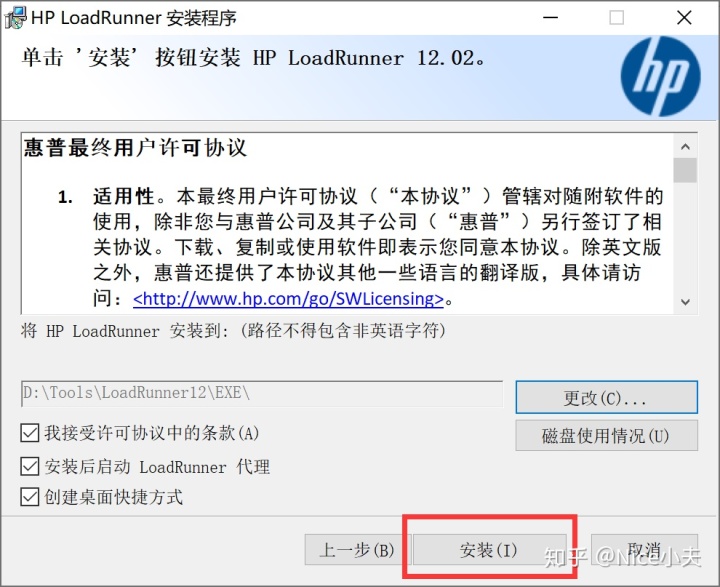 HP LoadRunner 安装程序
单击 '安装' 按钮安装 HP LoadRunner 12.02。
hp
惠普最终用户许可协议
1. 适用性。本最终用户许可协议（“本协议”）管辖对随附软件的
使用，除非您与惠普公司及其子公司（“惠普”）另行签订了相
关协议。下载、复制或使用软件即表示您同意本协议。除英文版
之外，惠普还提供了本协议其他一些语言的翻译版，具体请访
问：<http://www.hp.com/go/SWLicensing>。
将 HP LoadRunner 安装到: (路径不得包含非英语字符)
D:\Tools\LoadRunner12\EXE\
更改(C)...
磁盘使用情况(U)
我接受许可协议中的条款(A)
安装后启动 LoadRunner 代理
创建桌面快捷方式
上一步(B) 安装(I) 取消
知乎 @Nice小夫